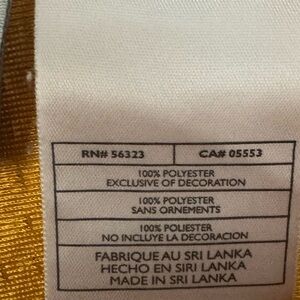 RN# 56323 CA# 05553
100% POLYESTER
EXCLUSIVE OF DECORATION
100% POLYESTER
SANS ORNEMENTS
100% POLIESTER
NO INCLUYE LA DECORACION
FABRIQUE AU SRI LANKA
HECHO EN SIRI LANKA
MADE IN SRI LANKA